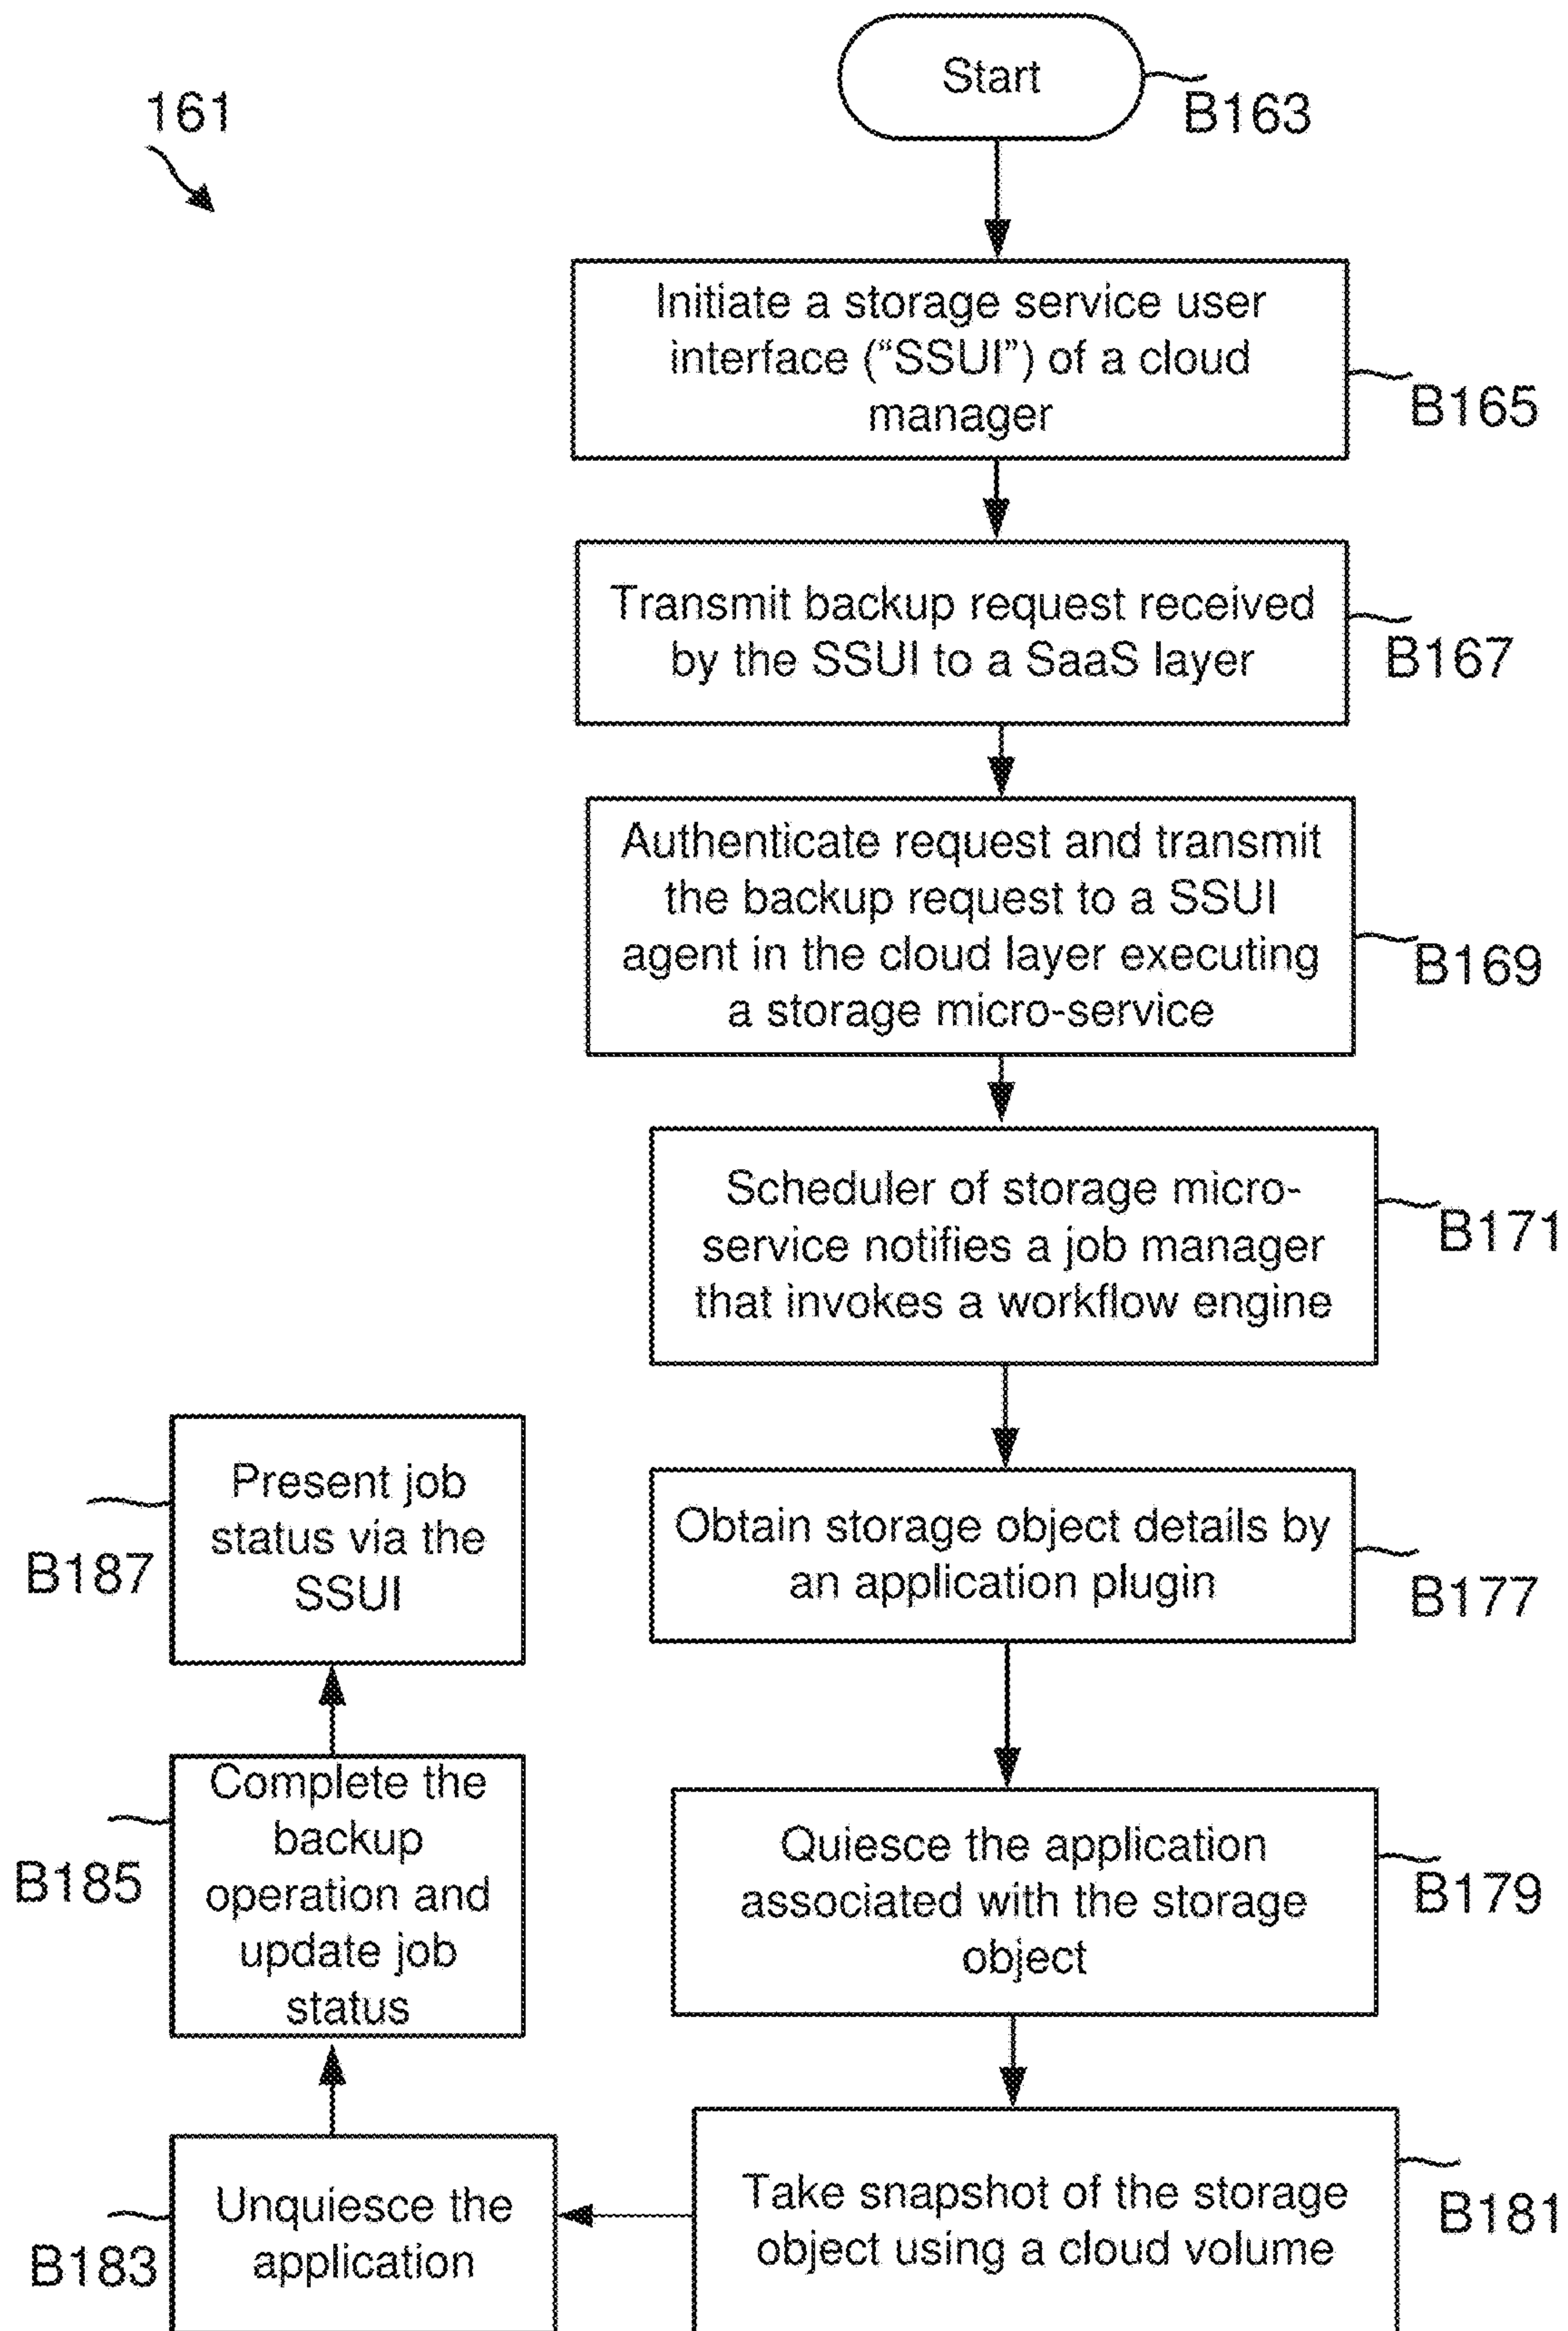 161
Start
B163
Initiate a storage service user
interface (“SSUI”) of a cloud
manager
B165
Transmit backup request received
by the SSUI to a SaaS layer
B167
Authenticate request and transmit
the backup request to a SSUI
agent in the cloud layer executing
a storage micro-service
B169
Scheduler of storage micro-
service notifies a job manager
that invokes a workflow engine
B171
Obtain storage object details by
an application plugin
B177
Quiesce the application
associated with the storage
object
B179
Take snapshot of the storage
object using a cloud volume
B181
Unquiesce the
application
B183
Complete the
backup
operation and
update job
status
B185
Present job
status via the
SSUI
B187